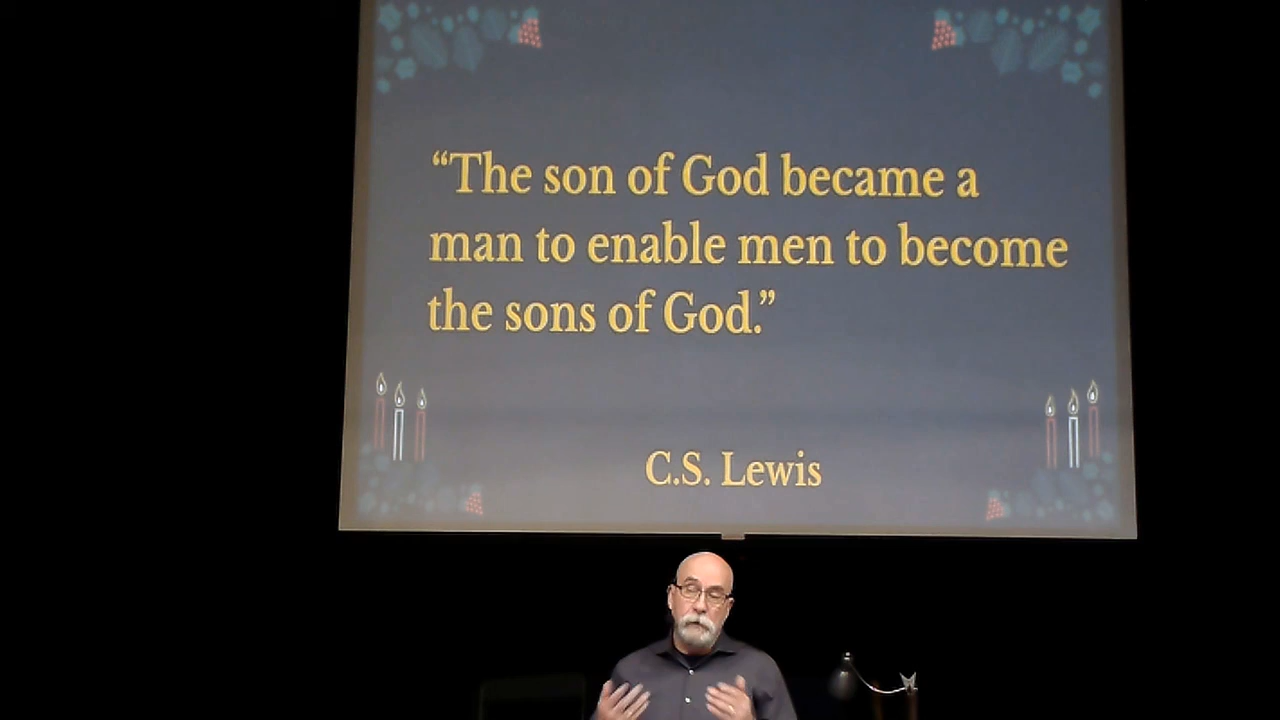 “The son of God became a
man to enable men to become
the sons of God.”
C.S. Lewis